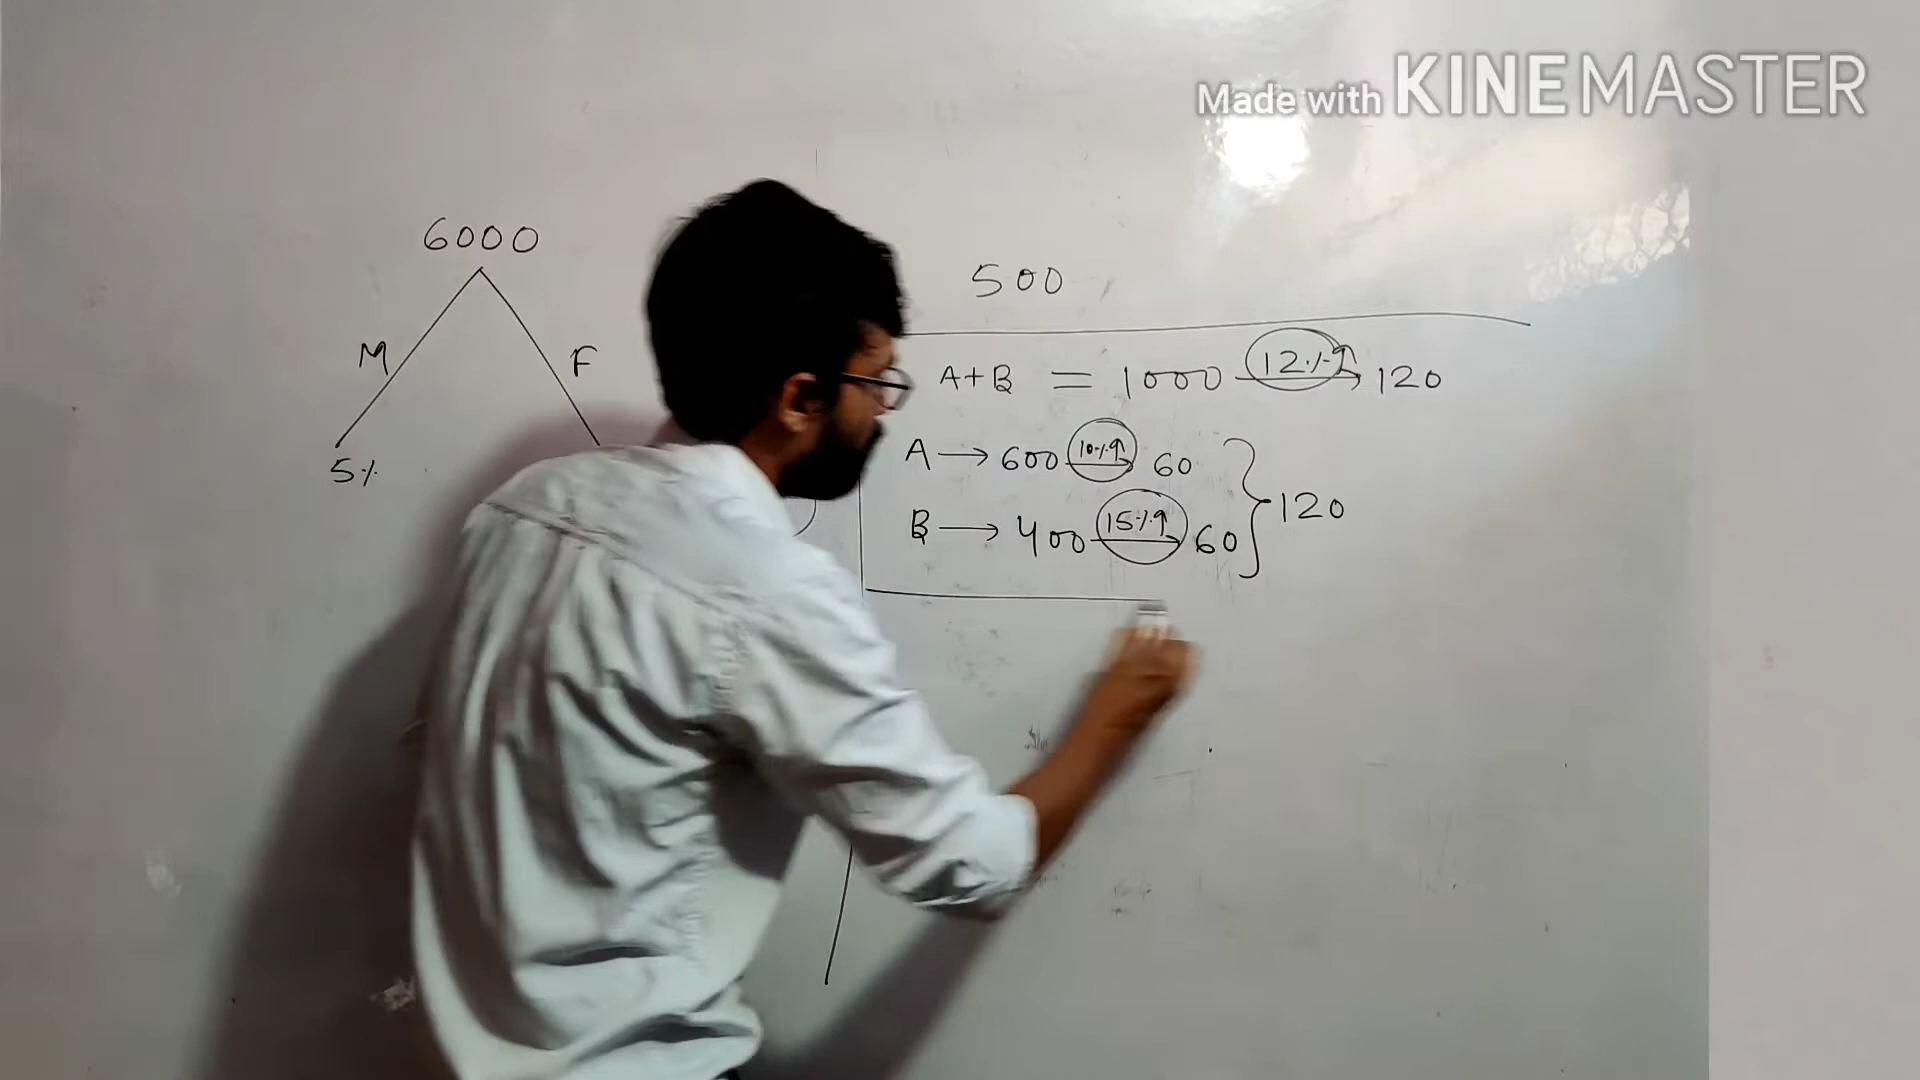 Made with KINEMASTER
6000
M F
5%
500
A+B = 1000 12%↑ 120
A → 600 10%↑ 60
B → 400 15%↑ 60
} 120